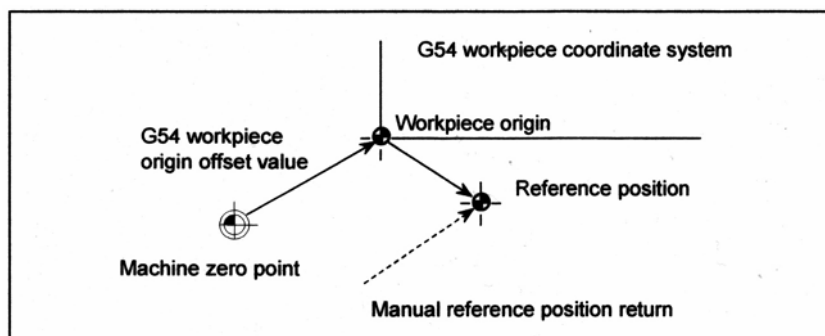 G54 workpiece coordinate system
G54 workpiece
origin offset value
Workpiece origin
Reference position
Machine zero point
Manual reference position return